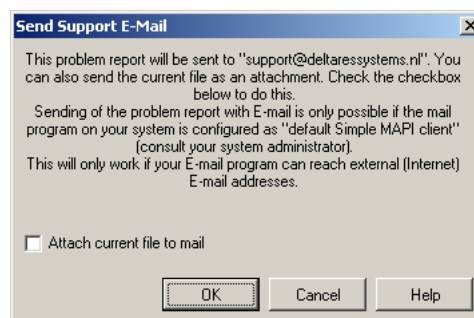 Send Support E-Mail
This problem report will be sent to "support@deltaressystems.nl". You
can also send the current file as an attachment. Check the checkbox
below to do this.
Sending of the problem report with E-mail is only possible if the mail
program on your system is configured as "default Simple MAPI client"
(consult your system administrator).
This will only work if your E-mail program can reach external (Internet)
E-mail addresses.
Attach current file to mail
OK Cancel Help